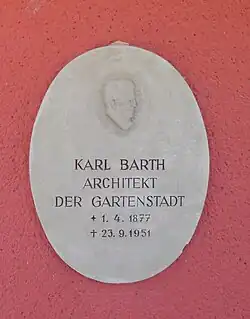 KARL BARTH
ARCHITEKT
DER GARTENSTADT
+ 1. 4. 1877
† 23. 9. 1951